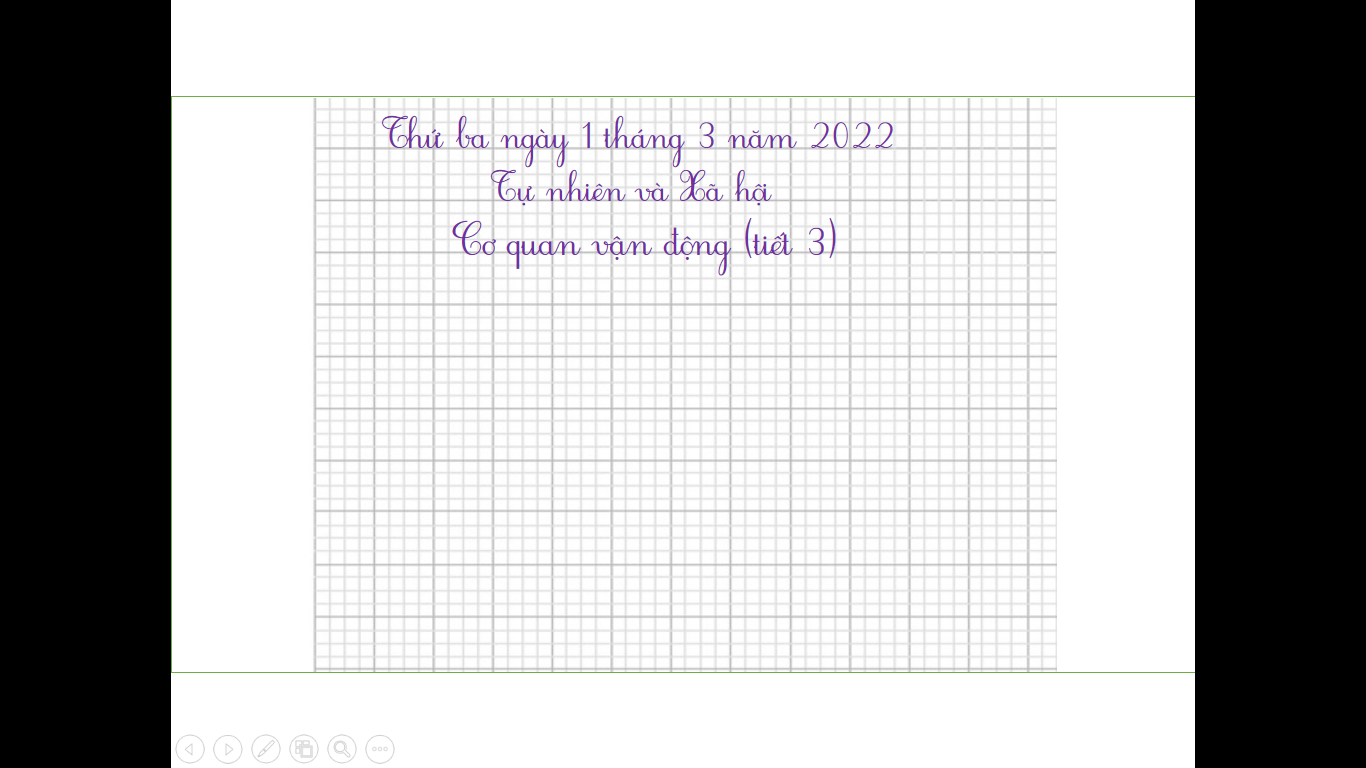 Thứ ba ngày 1 tháng 3 năm 2022
Tự nhiên và Xã hội
Cơ quan vận động (tiết 3)